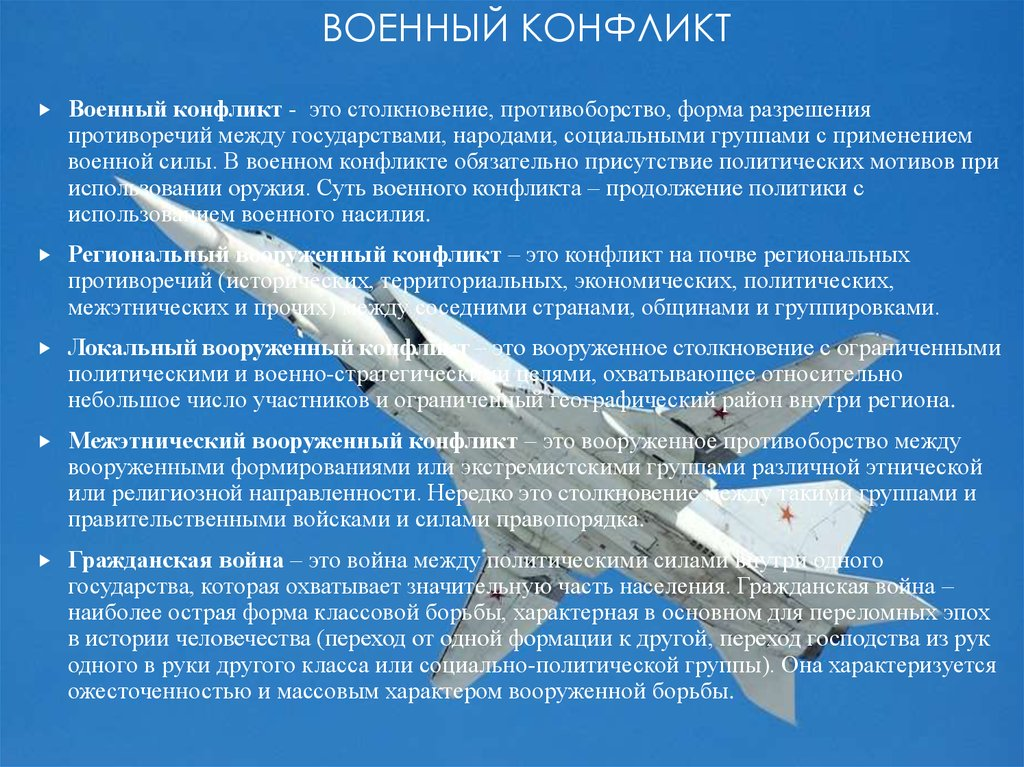 ВОЕННЫЙ КОНФЛИКТ
Военный конфликт - это столкновение, противоборство, форма разрешения
противоречий между государствами, народами, социальными группами с применением
военной силы. В военном конфликте обязательно присутствие политических мотивов при
использовании оружия. Суть военного конфликта – продолжение политики с
использованием военного насилия.
Региональный вооруженный конфликт – это конфликт на почве региональных
противоречий (исторических, территориальных, экономических, политических,
межэтнических и прочих) между соседними странами, общинами и группировками.
Локальный вооруженный конфликт – это вооруженное столкновение с ограниченными
политическими и военно-стратегическими целями, охватывающее относительно
небольшое число участников и ограниченный географический район внутри региона.
Межэтнический вооруженный конфликт – это вооруженное противоборство между
вооруженными формированиями или экстремистскими группами различной этнической
или религиозной направленности. Нередко это столкновение между такими группами и
правительственными войсками и силами правопорядка.
Гражданская война – это война между политическими силами внутри одного
государства, которая охватывает значительную часть населения. Гражданская война –
наиболее острая форма классовой борьбы, характерная в основном для переломных эпох
в истории человечества (переход от одной формации к другой, переход господства из рук
одного в руки другого класса или социально-политической группы). Она характеризуется
ожесточенностью и массовым характером вооруженной борьбы.